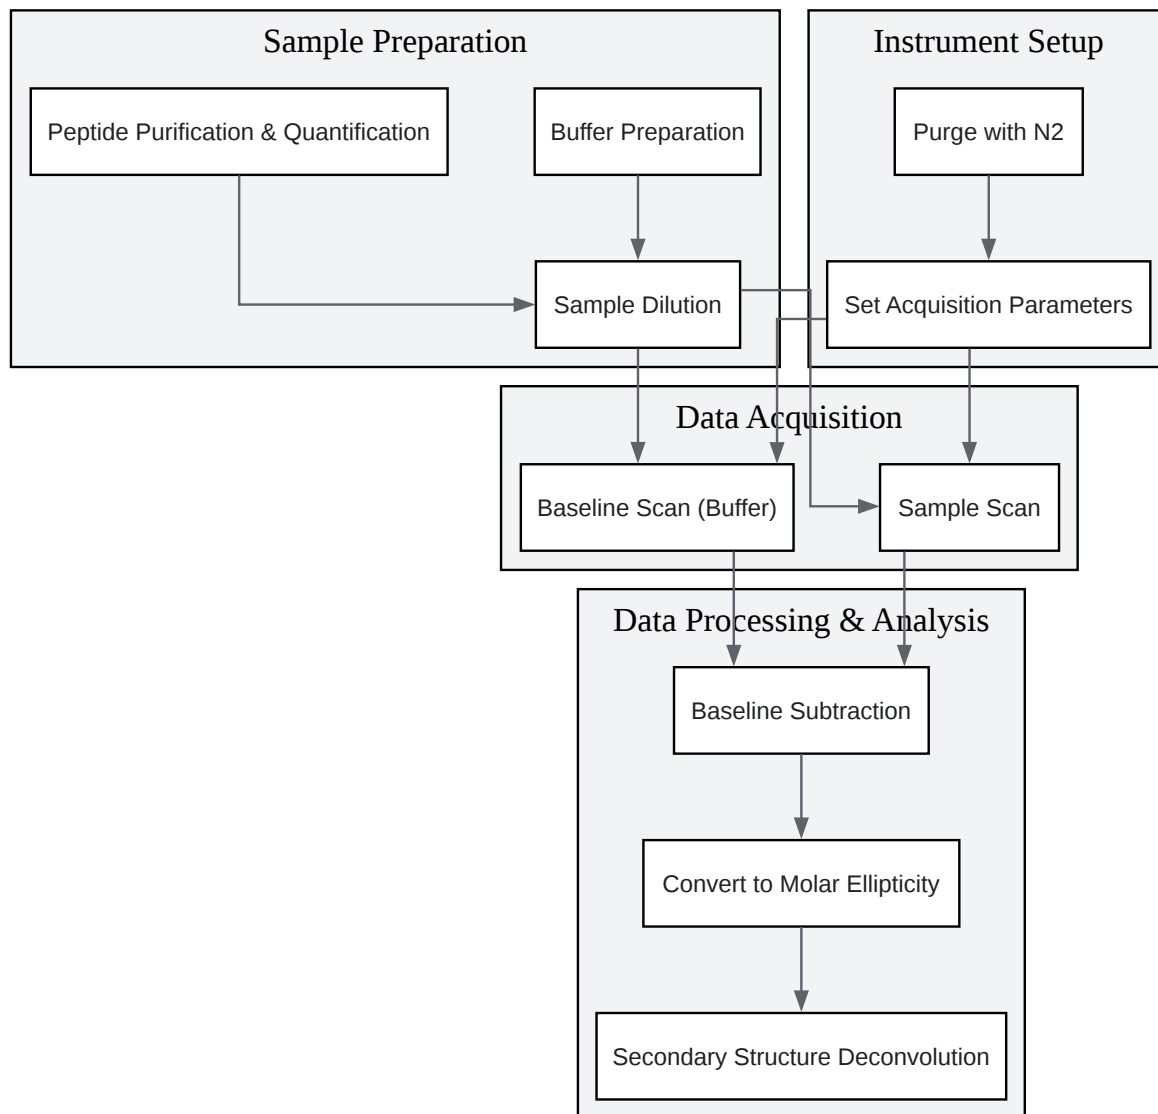 Sample Preparation
Instrument Setup
Peptide Purification & Quantification
Buffer Preparation
Purge with N2
Sample Dilution
Set Acquisition Parameters
Data Acquisition
Baseline Scan (Buffer)
Sample Scan
Data Processing & Analysis
Baseline Subtraction
Convert to Molar Ellipticity
Secondary Structure Deconvolution